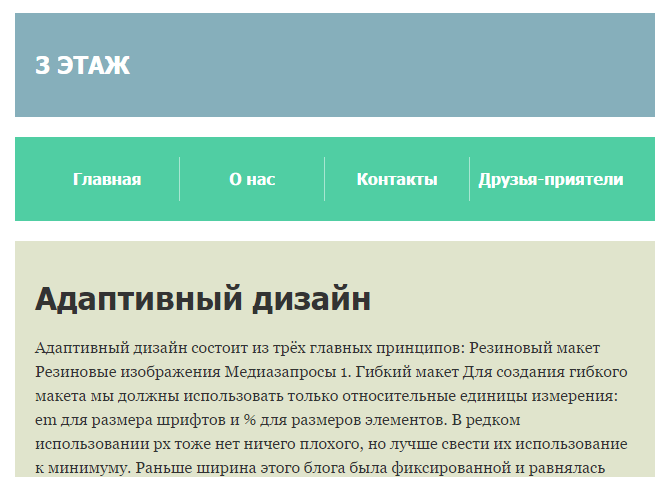 3 ЭТАЖ
Главная О нас Контакты Друзья-приятели
Адаптивный дизайн
Адаптивный дизайн состоит из трёх главных принципов: Резиновый макет
Резиновые изображения Медиазапросы 1. Гибкий макет Для создания гибкого
макета мы должны использовать только относительные единицы измерения:
em для размера шрифтов и % для размеров элементов. В редком
использовании px тоже нет ничего плохого, но лучше свести их использование
к минимуму. Раньше ширина этого блога была фиксированной и равнялась